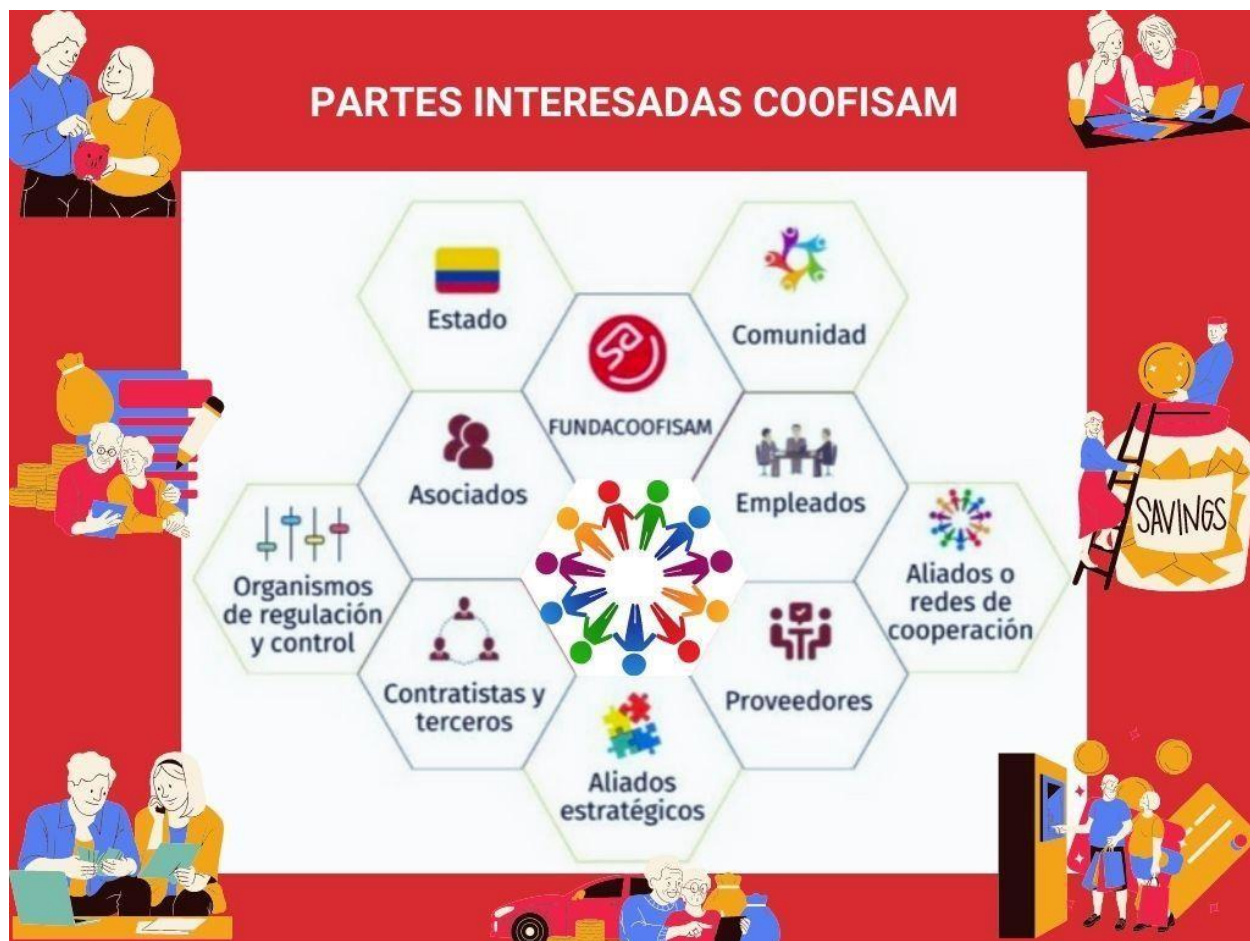 PARTES INTERESADAS COOFISAM
Estado
Comunidad
FUNDACOOFISAM
Asociados
Empleados
Organismos
de regulación
y control
Aliados o
redes de
cooperación
Contratistas y
terceros
Proveedores
Aliados
estratégicos
SAVINGS